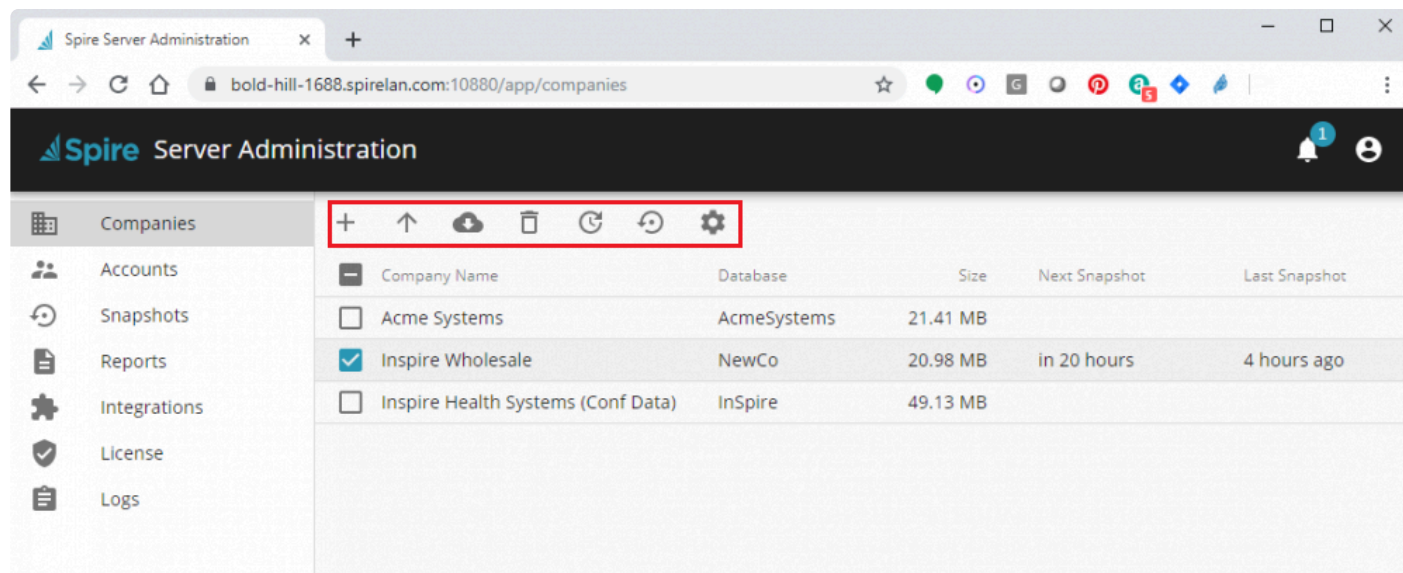 Spire Server Administration
bold-hill-1688.spirelan.com:10880/app/companies
G
5
Spire Server Administration
1
Companies
Accounts
Snapshots
Reports
Integrations
License
Logs
Company Name Database Size Next Snapshot Last Snapshot
Acme Systems AcmeSystems 21.41 MB
Inspire Wholesale NewCo 20.98 MB in 20 hours 4 hours ago
Inspire Health Systems (Conf Data) InSpire 49.13 MB